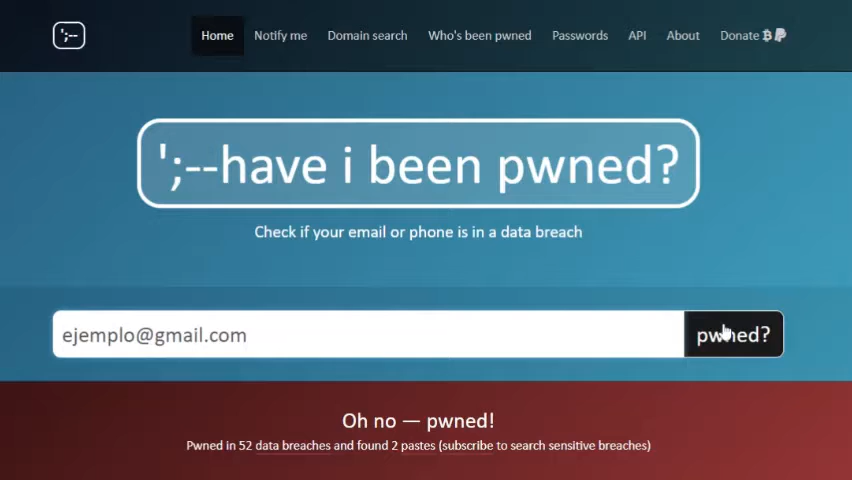 ';--
Home Notify me Domain search Who's been pwned Passwords API About Donate
';--have i been pwned?
Check if your email or phone is in a data breach
ejemplo@gmail.com pwned?
Oh no — pwned!
Pwned in 52 data breaches and found 2 pastes (subscribe to search sensitive breaches)